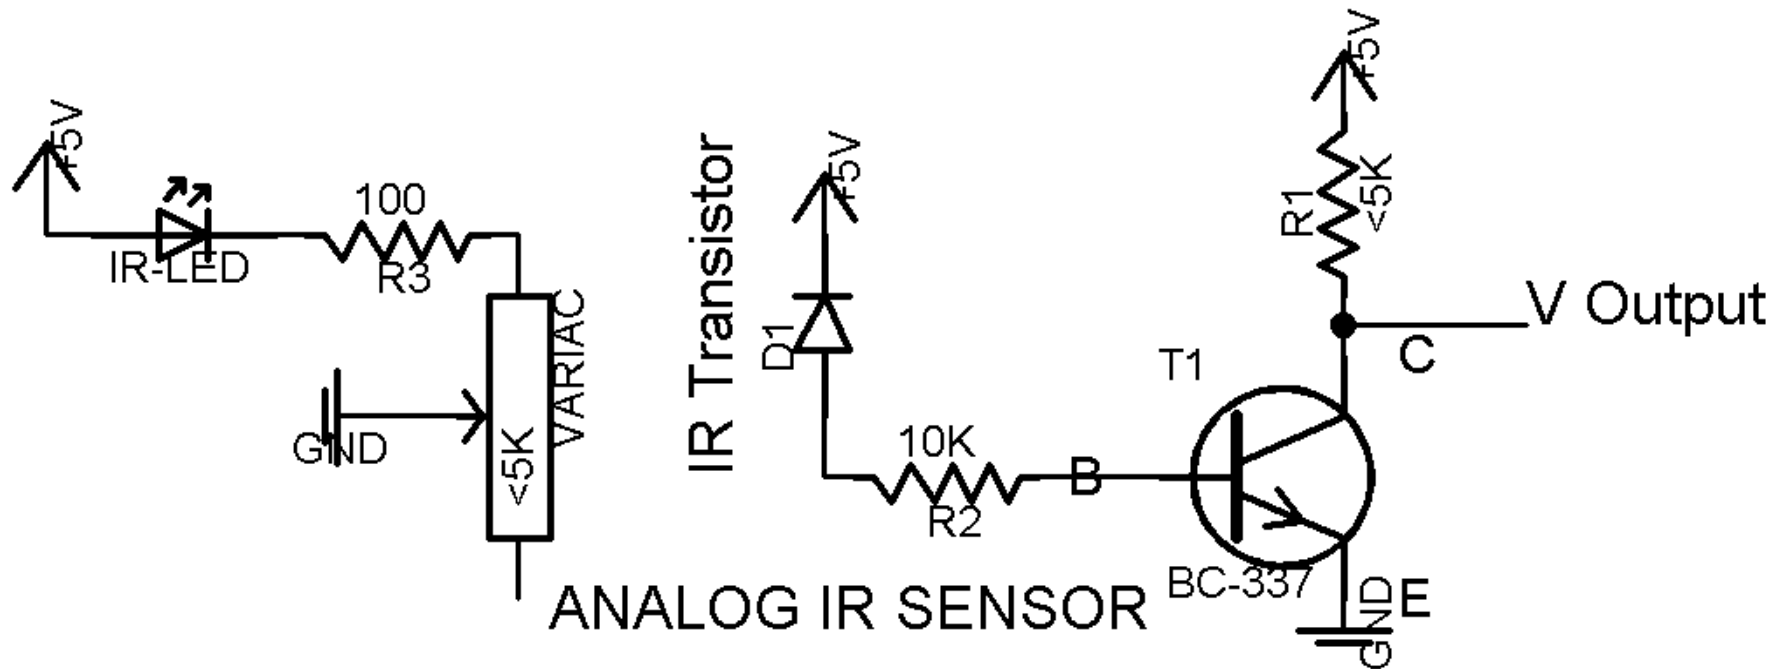 +5V
IR-LED
100
R3
VARIAC
<5K
GND
IR Transistor
+5V
D1
10K
R2
B
T1
BC-337
+5V
R1
<5K
C
V Output
E
GND
ANALOG IR SENSOR